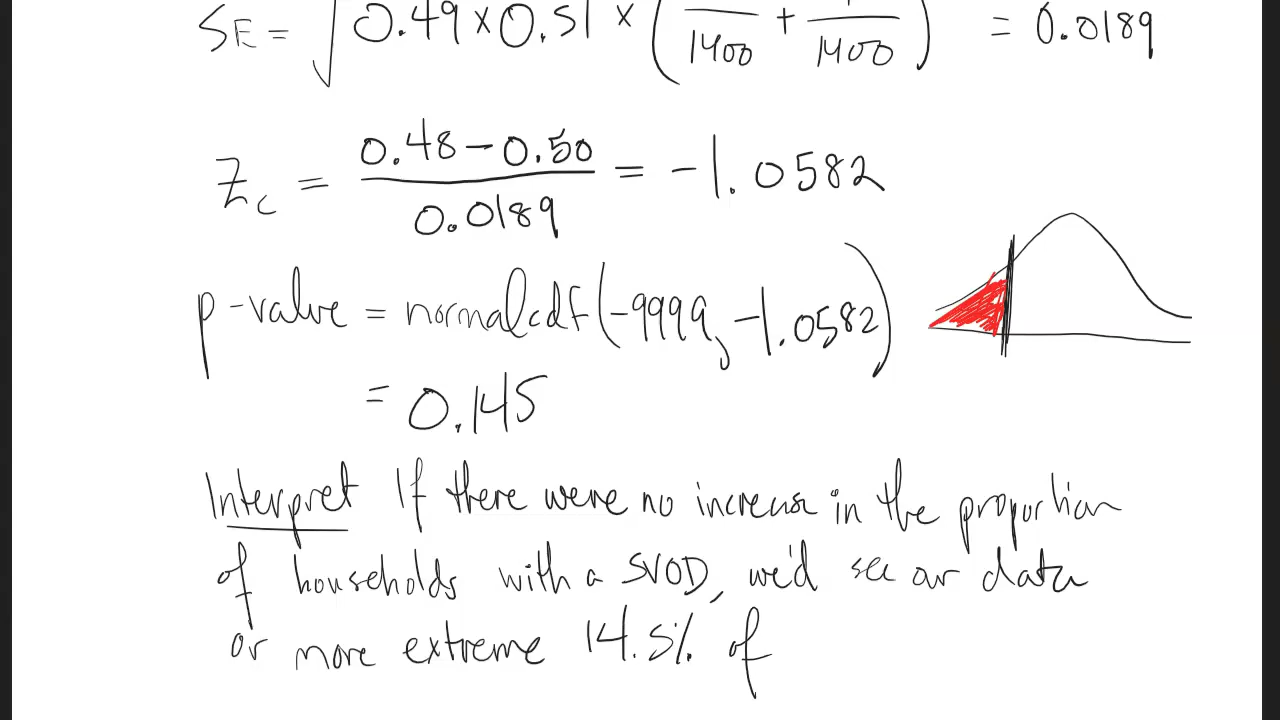 SE = √0.49 × 0.51 × ( /1400 + 1/1400 ) = 0.0189
Zc = (0.48 - 0.50)/0.0189 = -1.0582
p-value = normalcdf(-9999, -1.0582)
= 0.145
Interpret If there were no increase in the proportion
of households with a SVOD, we'd see our data
or more extreme 14.5% of